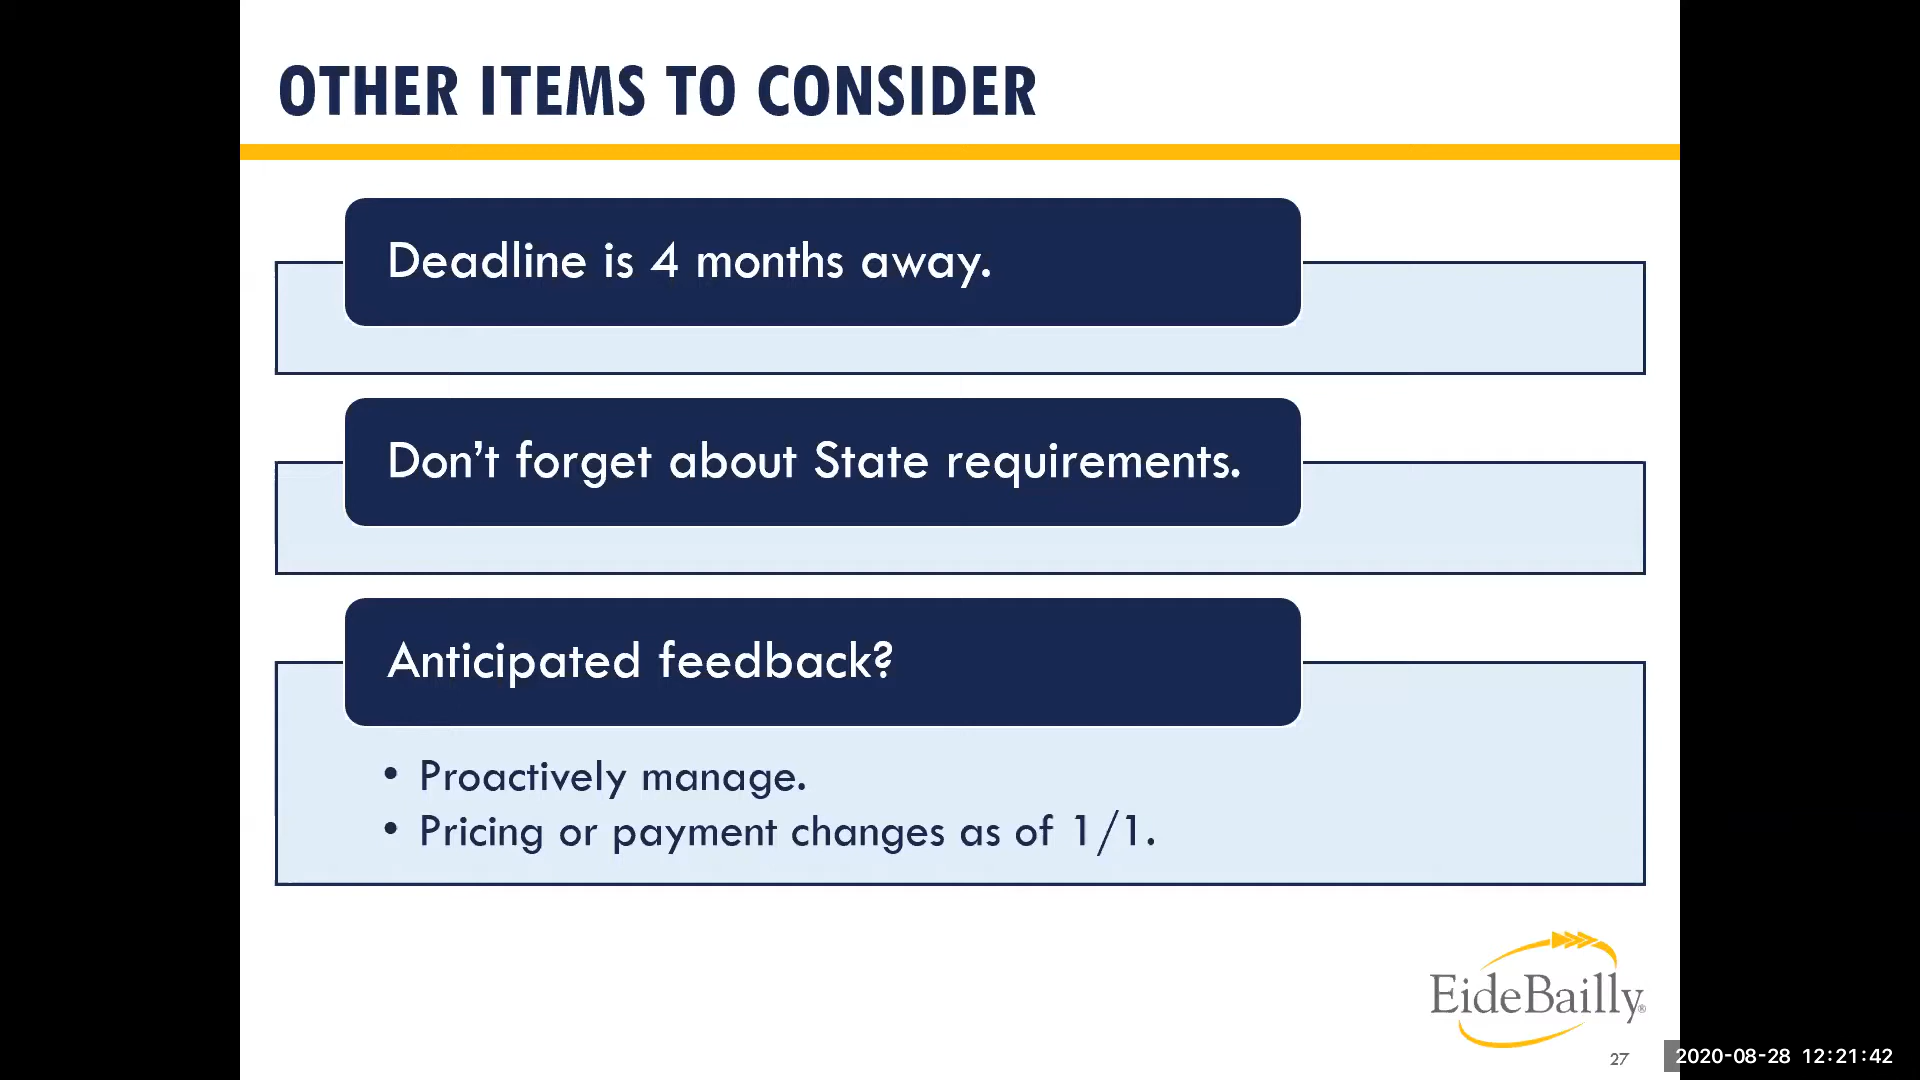 OTHER ITEMS TO CONSIDER
Deadline is 4 months away.
Don’t forget about State requirements.
Anticipated feedback?
• Proactively manage.
• Pricing or payment changes as of 1/1.
EideBailly®
27
2020-08-28 12:21:42